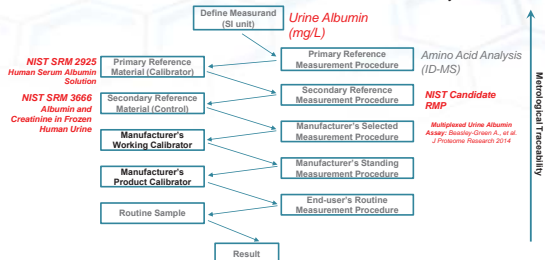 Define Measurand
(SI unit)
Urine Albumin
(mg/L)
NIST SRM 2925
Human Serum Albumin
Solution
Primary Reference
Material (Calibrator)
Primary Reference
Measurement Procedure
Amino Acid Analysis
(ID-MS)
NIST SRM 3666
Albumin and
Creatinine in Frozen
Human Urine
Secondary Reference
Material (Control)
Secondary Reference
Measurement Procedure
NIST Candidate
RMP
Multiplexed Urine Albumin
Assay: Beasley-Green A., et al.
J Proteome Research 2014
Manufacturer's
Working Calibrator
Manufacturer's Selected
Measurement Procedure
Manufacturer's
Product Calibrator
Manufacturer's Standing
Measurement Procedure
Routine Sample
End-user's Routine
Measurement Procedure
Result
Metrological Traceability